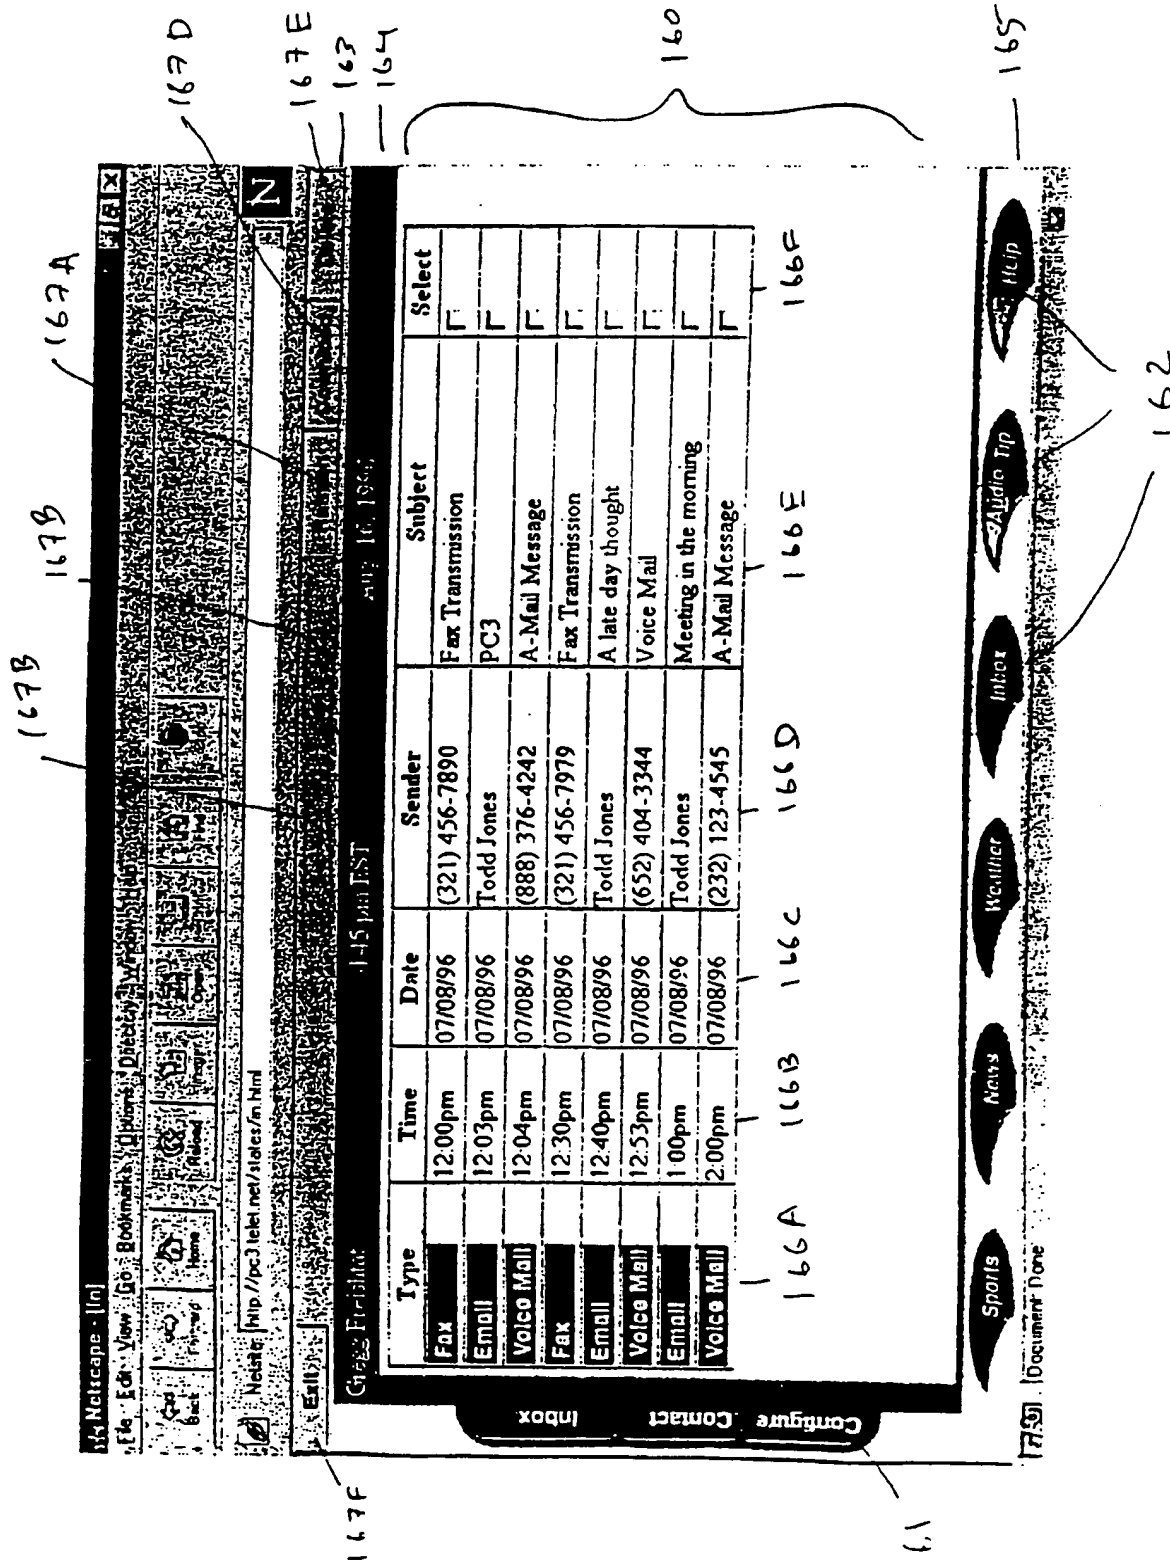 167A
167B
167B
167D
167E
163
164
160
165
162
167F
61
Netscape - [In]
File Edit View Go Bookmarks Options Directory Window
Back Forward Home Reload Open Print Find
Netsite: http://pc3.telet.net/states/in.html
N
Exit
1:45 pm EST
Inbox
Contact
Configure
Type Time Date Sender Subject Select
Fax 12:00pm 07/08/96 (321) 456-7890 Fax Transmission
Email 12:03pm 07/08/96 Todd Jones PC3
Voice Mail 12:04pm 07/08/96 (888) 376-4242 A-Mail Message
Fax 12:30pm 07/08/96 (321) 456-7979 Fax Transmission
Email 12:40pm 07/08/96 Todd Jones A late day thought
Voice Mail 12:53pm 07/08/96 (652) 404-3344 Voice Mail
Email 1:00pm 07/08/96 Todd Jones Meeting in the morning
Voice Mail 2:00pm 07/08/96 (232) 123-4545 A-Mail Message
166A 166B 166C 166D 166E 166F
Sports News Weather Inbox Audio Tip Help
Document Done